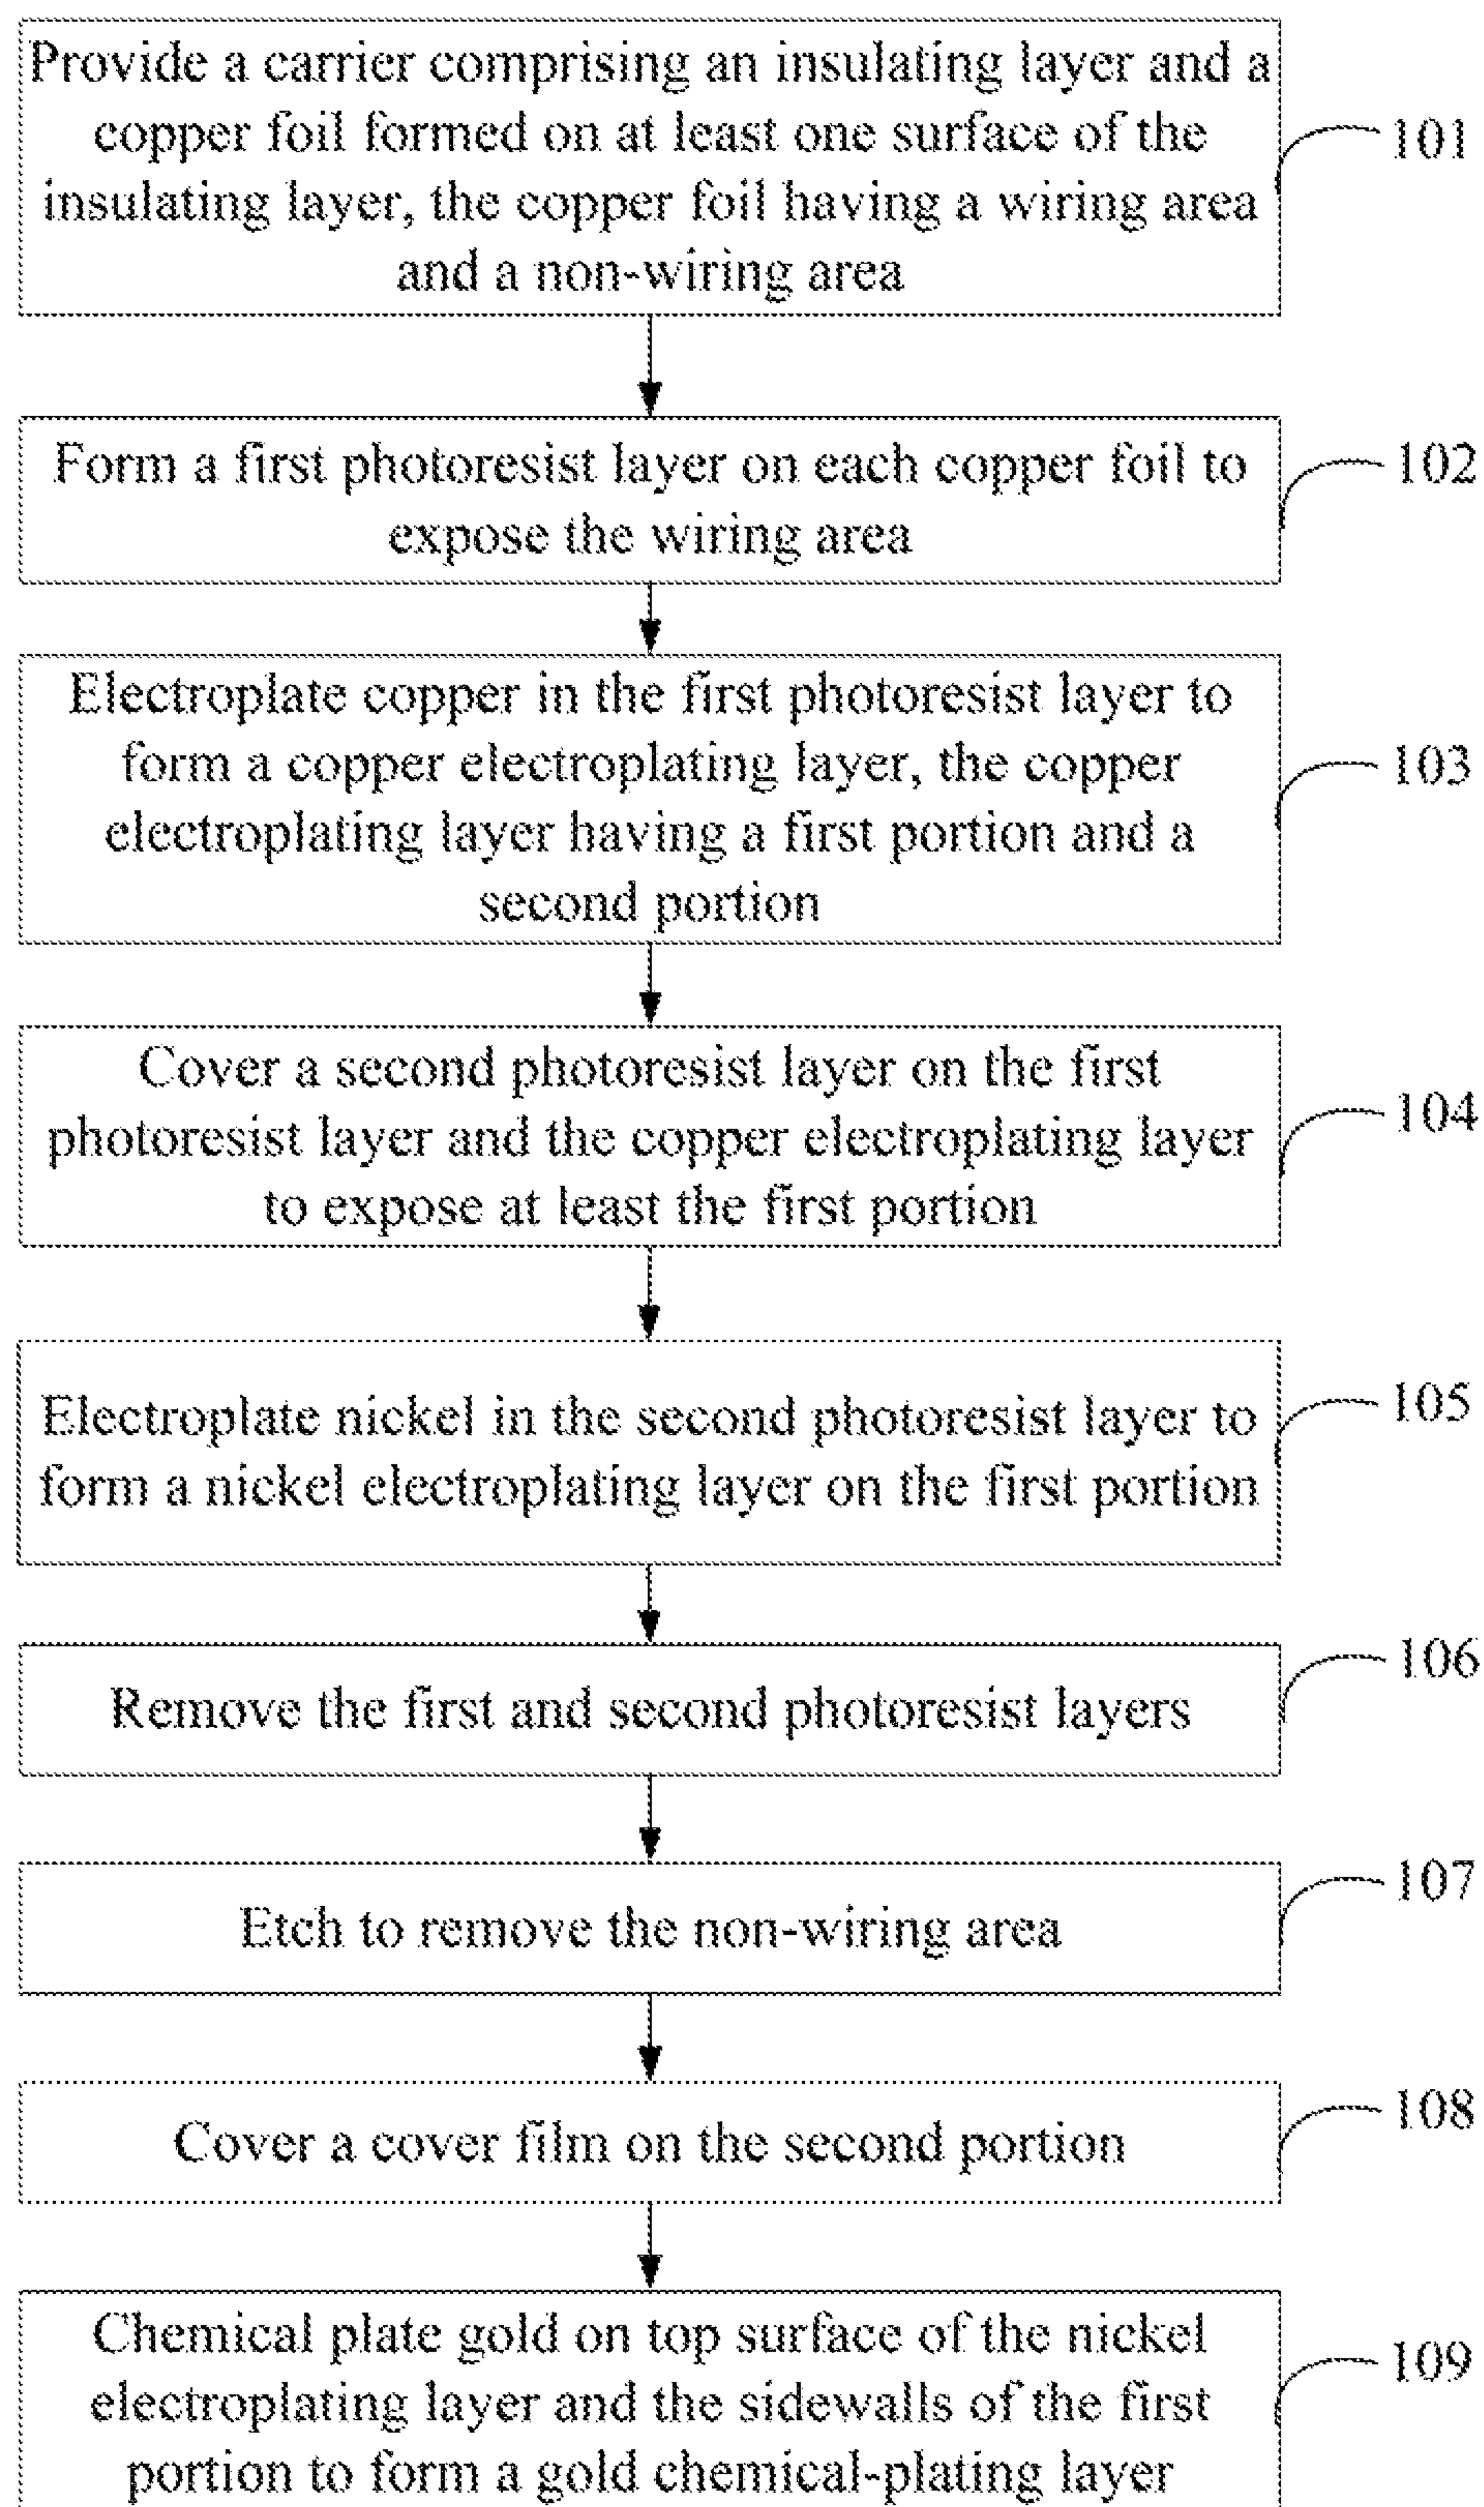 Provide a carrier comprising an insulating layer and a
copper foil formed on at least one surface of the
insulating layer, the copper foil having a wiring area
and a non-wiring area
101
Form a first photoresist layer on each copper foil to
expose the wiring area
102
Electroplate copper in the first photoresist layer to
form a copper electroplating layer, the copper
electroplating layer having a first portion and a
second portion
103
Cover a second photoresist layer on the first
photoresist layer and the copper electroplating layer
to expose at least the first portion
104
Electroplate nickel in the second photoresist layer to
form a nickel electroplating layer on the first portion
105
Remove the first and second photoresist layers
106
Etch to remove the non-wiring area
107
Cover a cover film on the second portion
108
Chemical plate gold on top surface of the nickel
electroplating layer and the sidewalls of the first
portion to form a gold chemical-plating layer
109